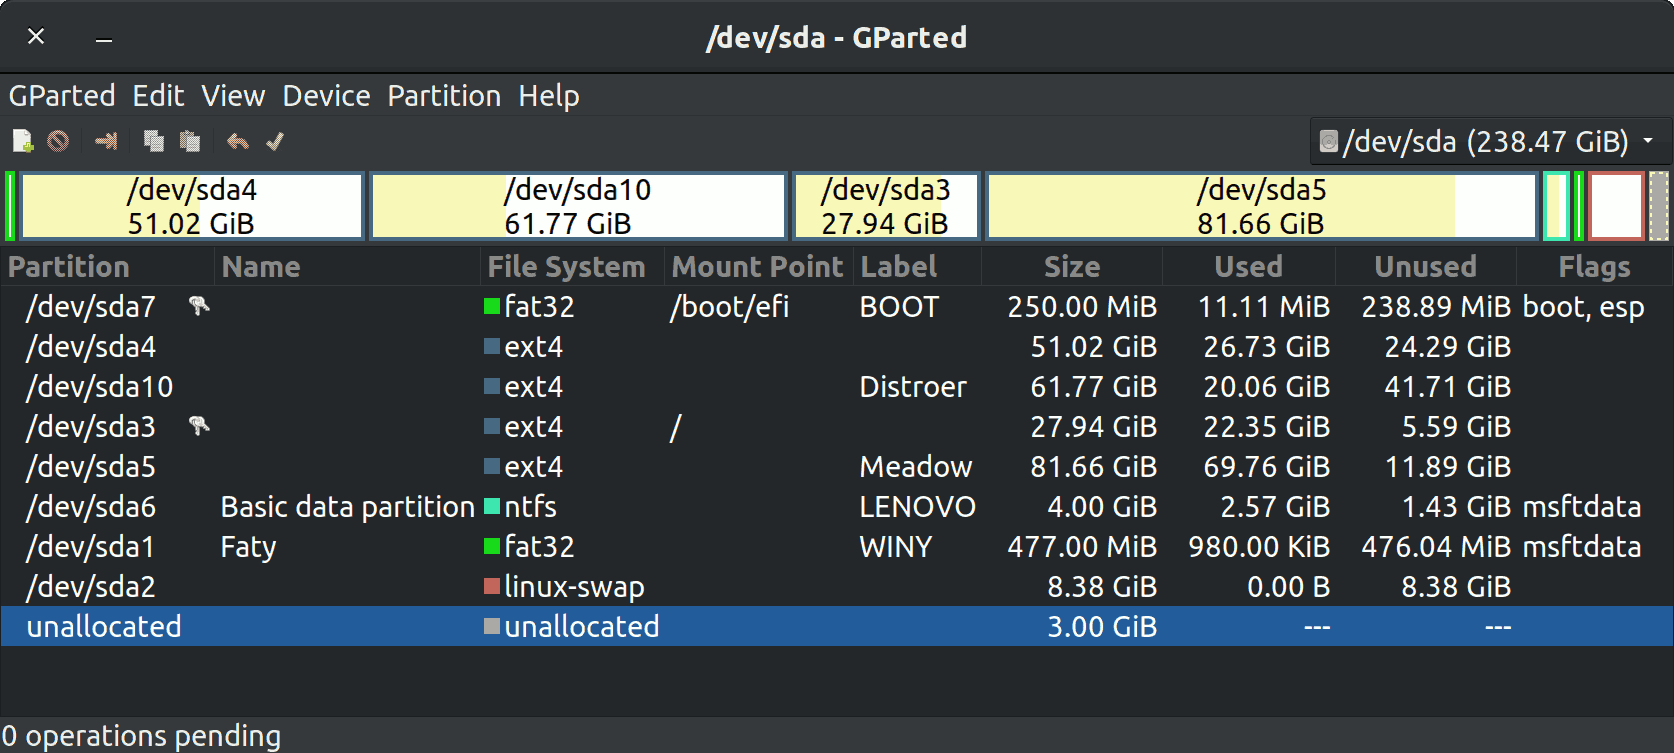 /dev/sda - GParted
GParted Edit View Device Partition Help
/dev/sda (238.47 GiB)
/dev/sda4 /dev/sda10 /dev/sda3 /dev/sda5
51.02 GiB 61.77 GiB 27.94 GiB 81.66 GiB
Partition Name File System Mount Point Label Size Used Unused Flags
/dev/sda7 fat32 /boot/efi BOOT 250.00 MiB 11.11 MiB 238.89 MiB boot, esp
/dev/sda4 ext4 51.02 GiB 26.73 GiB 24.29 GiB
/dev/sda10 ext4 Distroer 61.77 GiB 20.06 GiB 41.71 GiB
/dev/sda3 ext4 / 27.94 GiB 22.35 GiB 5.59 GiB
/dev/sda5 ext4 Meadow 81.66 GiB 69.76 GiB 11.89 GiB
/dev/sda6 Basic data partition ntfs LENOVO 4.00 GiB 2.57 GiB 1.43 GiB msftdata
/dev/sda1 Faty fat32 WINY 477.00 MiB 980.00 KiB 476.04 MiB msftdata
/dev/sda2 linux-swap 8.38 GiB 0.00 B 8.38 GiB
unallocated unallocated 3.00 GiB --- ---
0 operations pending